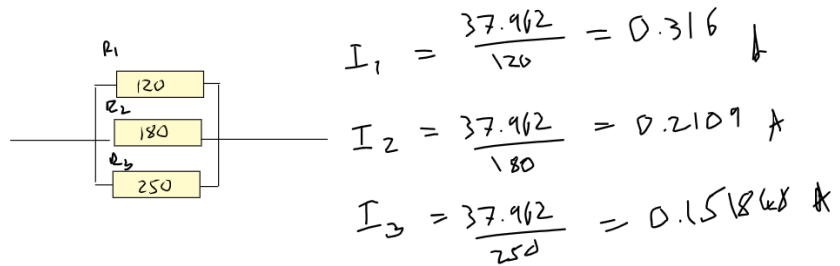 R1
120
R2
180
R3
250
I1 = 37.962 / 120 = 0.316 A
I2 = 37.962 / 180 = 0.2109 A
I3 = 37.962 / 250 = 0.151848 A